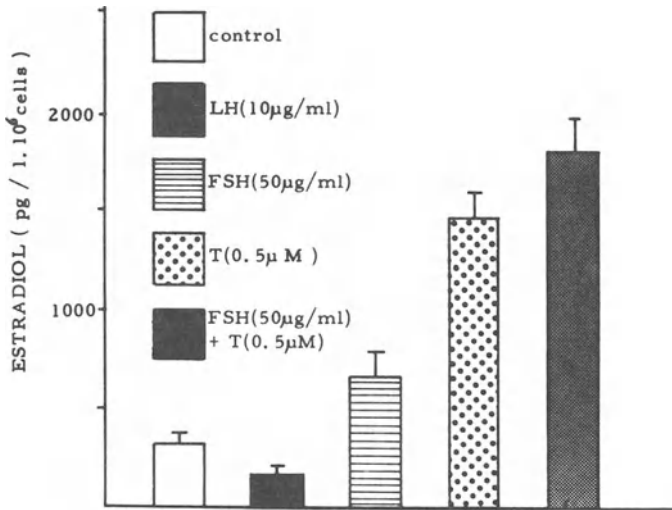 control
LH(10μg/ml)
FSH(50μg/ml)
T(0.5μ M )
FSH(50μg/ml)
+ T(0.5μM)
ESTRADIOL ( pg / 1.10⁶cells)
2000
1000